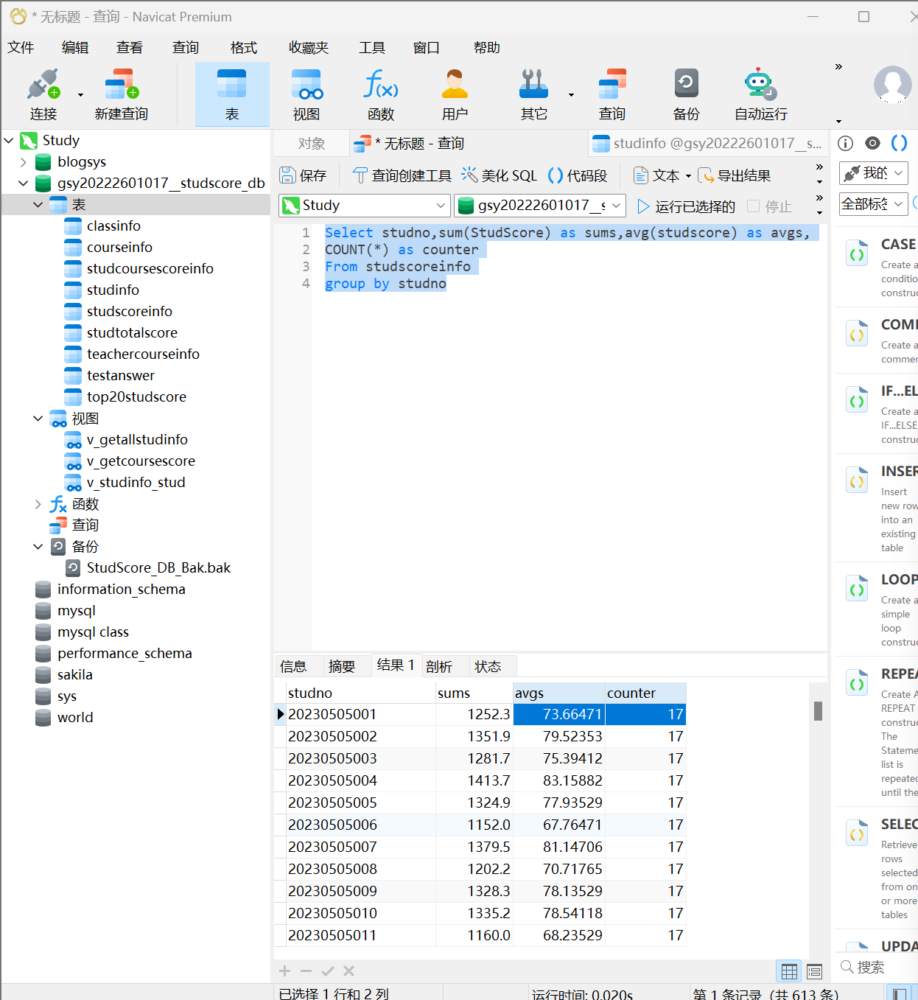 * 无标题 - 查询 - Navicat Premium
文件 编辑 查看 查询 格式 收藏夹 工具 窗口 帮助
连接 新建查询 表 视图 函数 用户 其它 查询 备份 自动运行
Study
blogsys
gsy20222601017__studscore_db
表
classinfo
courseinfo
studcoursescoreinfo
studinfo
studscoreinfo
studtotalscore
teachercourseinfo
testanswer
top20studscore
视图
v_getallstudinfo
v_getcoursescore
v_studinfo_stud
函数
查询
备份
StudScore_DB_Bak.bak
information_schema
mysql
mysql class
performance_schema
sakila
sys
world
对象 * 无标题 - 查询 studinfo @gsy20222601017__s...
保存 查询创建工具 美化 SQL 代码段 文本 导出结果
Study gsy20222601017__s 运行已选择的 停止
1 Select studno,sum(StudScore) as sums,avg(studscore) as avgs,
2 COUNT(*) as counter
3 From studscoreinfo
4 group by studno
信息 摘要 结果 1 剖析 状态
studno sums avgs counter
20230505001 1252.3 73.66471 17
20230505002 1351.9 79.52353 17
20230505003 1281.7 75.39412 17
20230505004 1413.7 83.15882 17
20230505005 1324.9 77.93529 17
20230505006 1152.0 67.76471 17
20230505007 1379.5 81.14706 17
20230505008 1202.2 70.71765 17
20230505009 1328.3 78.13529 17
20230505010 1335.2 78.54118 17
20230505011 1160.0 68.23529 17
已选择 1 行和 2 列 运行时间: 0.020s 第 1 条记录 (共 613 条)
我的
全部标签
CASE
Create a
conditio
construc
COMM
Create a
commen
IF...EL
Create a
IF...ELSE
construc
INSER
Insert
new row
into an
existing
table
LOOP
Create a
simple
loop
construc
REPEA
Create A
REPEAT
construc
The
Stateme
list is
repeated
until the
SELEC
Retrieve
rows
selected
from on
or more
tables
UPDA
搜索